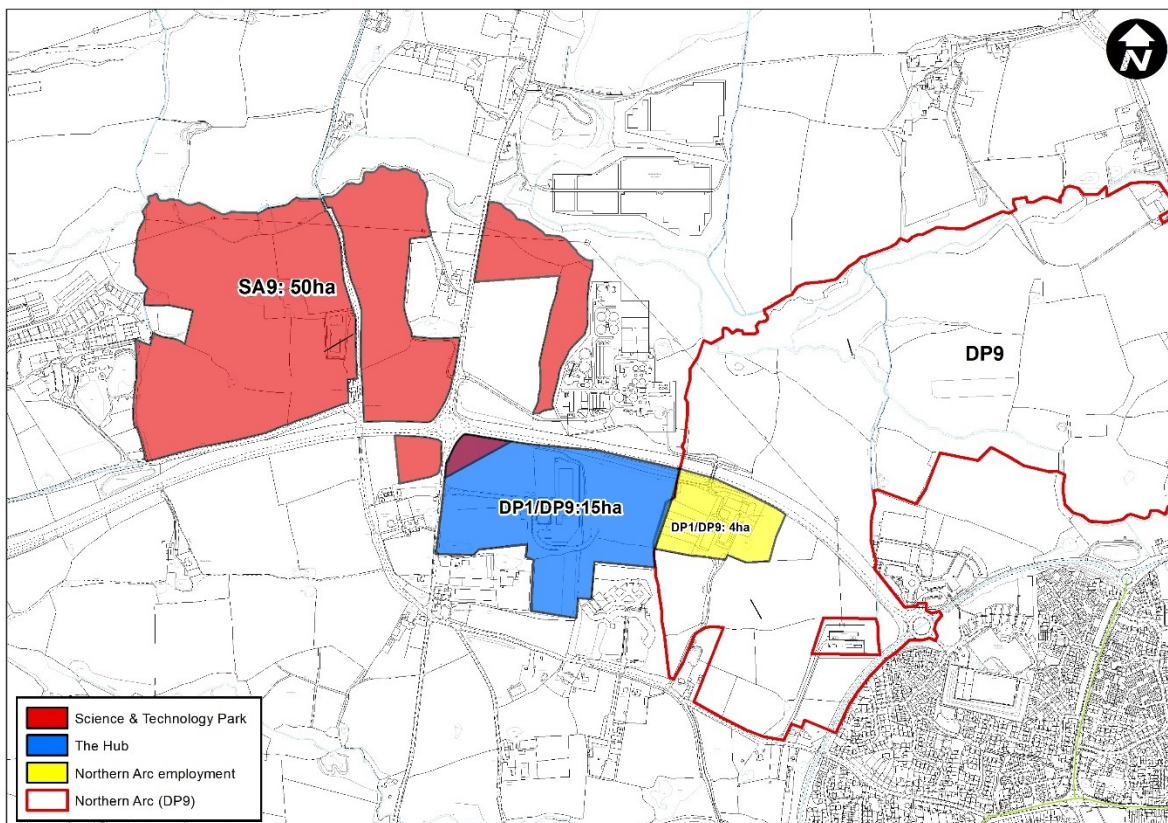 N
SA9: 50ha
DP9
DP1/DP9:15ha
DP1/DP9: 4ha
Science & Technology Park
The Hub
Northern Arc employment
Northern Arc (DP9)